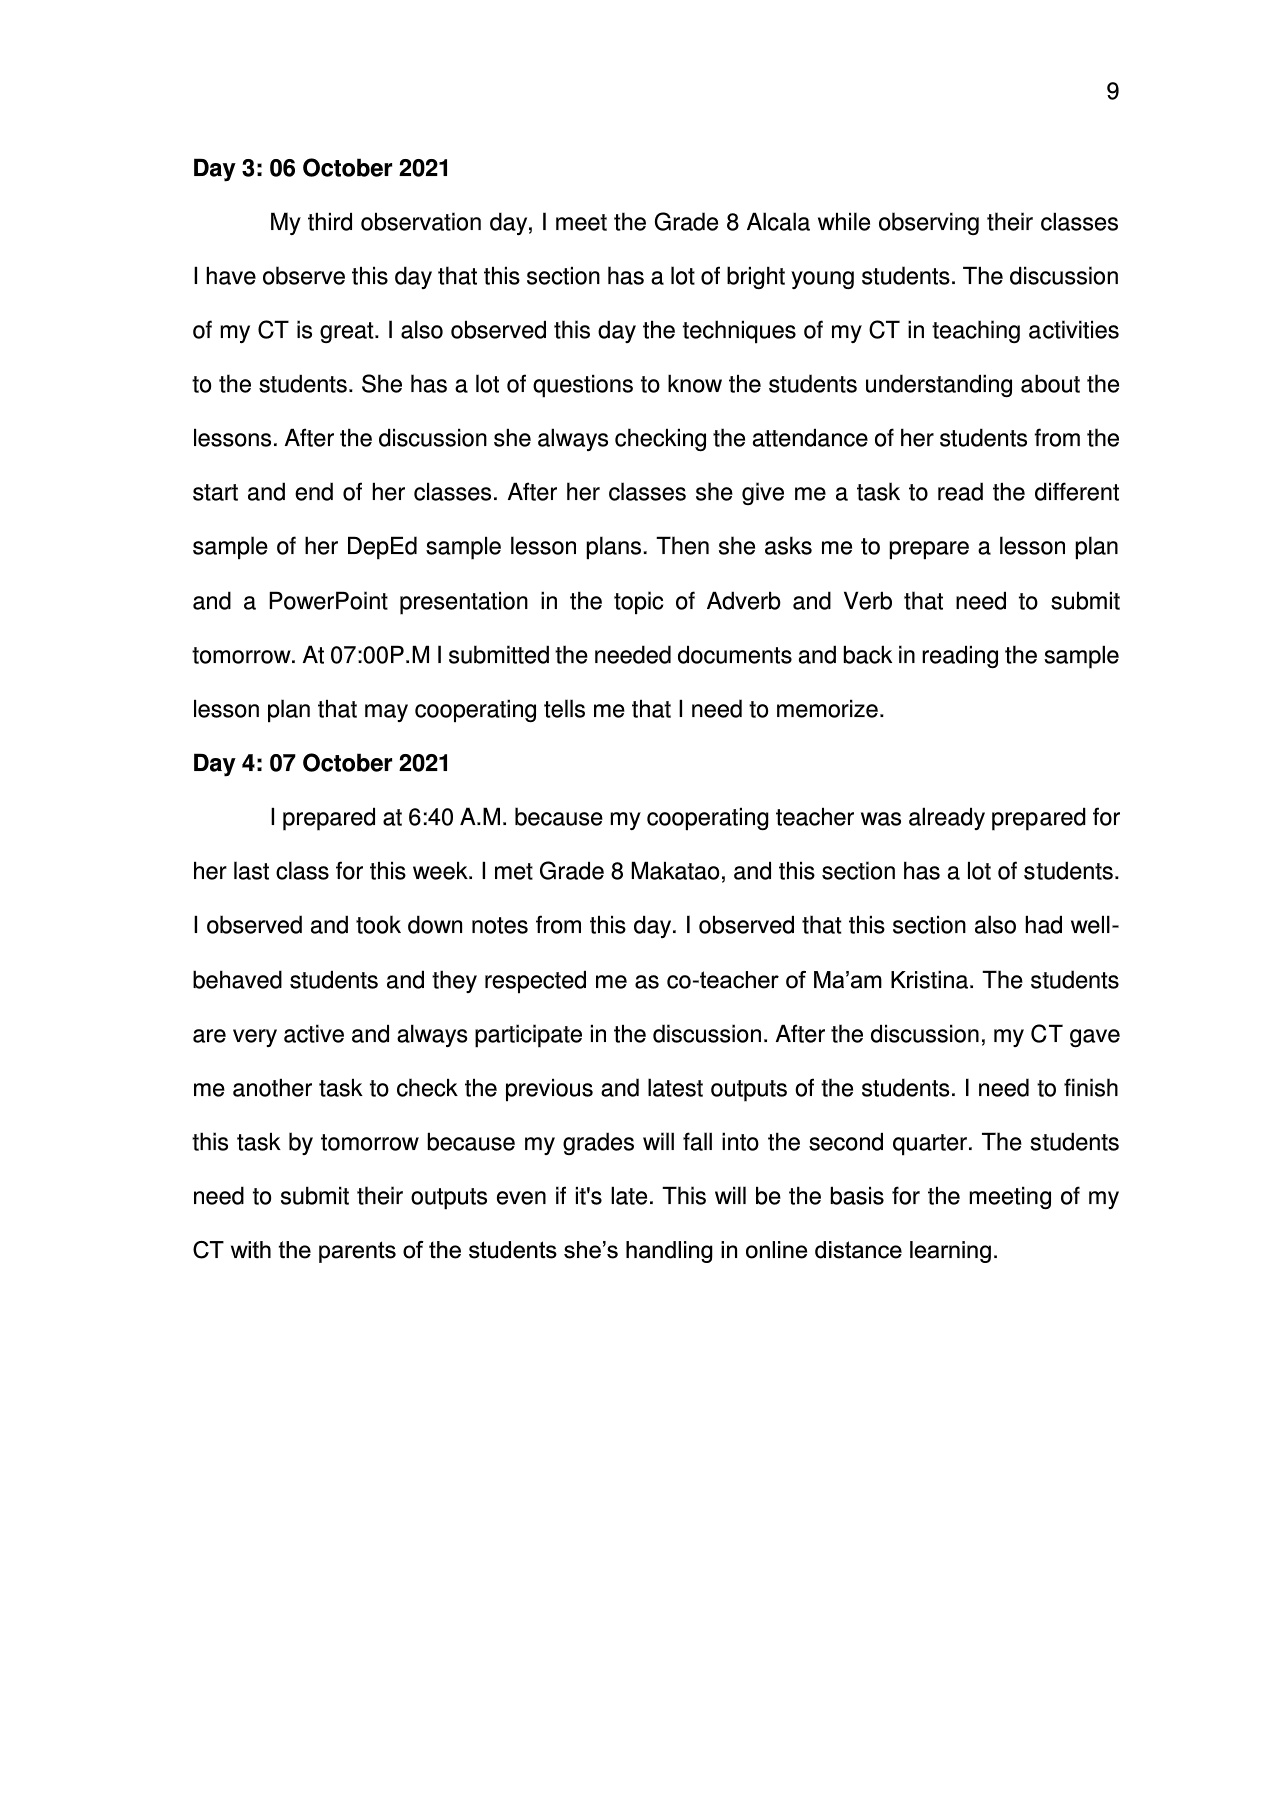 9
Day 3: 06 October 2021
My third observation day, I meet the Grade 8 Alcala while observing their classes
I have observe this day that this section has a lot of bright young students. The discussion
of my CT is great. I also observed this day the techniques of my CT in teaching activities
to the students. She has a lot of questions to know the students understanding about the
lessons. After the discussion she always checking the attendance of her students from the
start and end of her classes. After her classes she give me a task to read the different
sample of her DepEd sample lesson plans. Then she asks me to prepare a lesson plan
and a PowerPoint presentation in the topic of Adverb and Verb that need to submit
tomorrow. At 07:00P.M I submitted the needed documents and back in reading the sample
lesson plan that may cooperating tells me that I need to memorize.
Day 4: 07 October 2021
I prepared at 6:40 A.M. because my cooperating teacher was already prepared for
her last class for this week. I met Grade 8 Makatao, and this section has a lot of students.
I observed and took down notes from this day. I observed that this section also had well-
behaved students and they respected me as co-teacher of Ma’am Kristina. The students
are very active and always participate in the discussion. After the discussion, my CT gave
me another task to check the previous and latest outputs of the students. I need to finish
this task by tomorrow because my grades will fall into the second quarter. The students
need to submit their outputs even if it's late. This will be the basis for the meeting of my
CT with the parents of the students she’s handling in online distance learning.